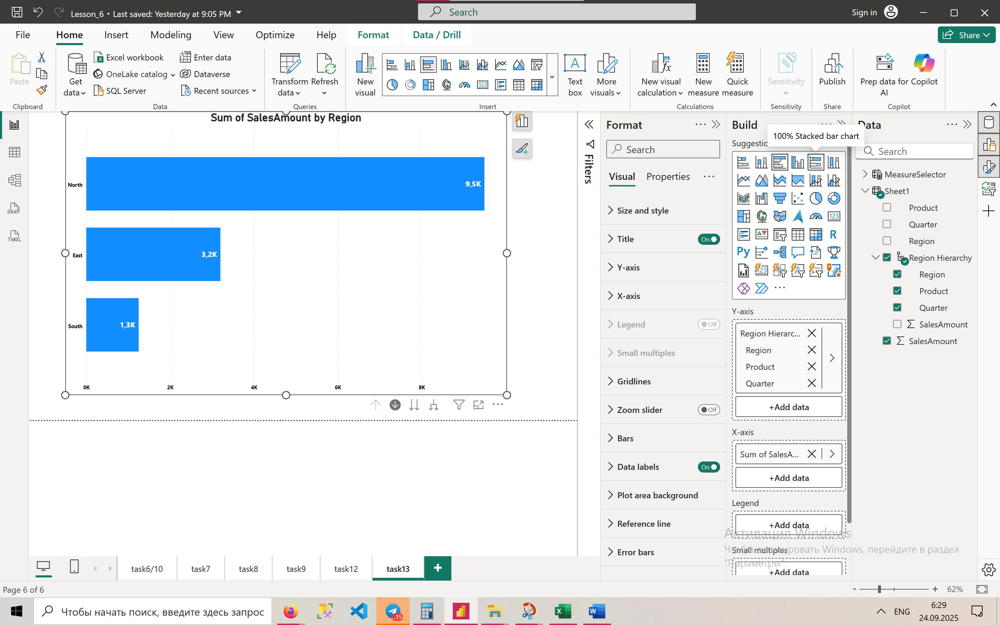 Lesson_6 • Last saved: Yesterday at 9:05 PM
Search
Sign in
File
Home
Insert
Modeling
View
Optimize
Help
Format
Data / Drill
Share
Paste
Clipboard
Get data
Excel workbook
OneLake catalog
SQL Server
Enter data
Dataverse
Recent sources
Data
Transform data
Refresh
Queries
New visual
Text box
More visuals
Insert
New visual calculation
New measure
Quick measure
Calculations
Sensitivity
Sensitivity
Publish
Share
Prep data for AI
Copilot
Copilot
DAX
TMDL
Sum of SalesAmount by Region
North
9,5K
East
3,2K
South
1,3K
0K
2K
4K
6K
8K
Filters
Format
Search
Visual
Properties
Size and style
Title
On
Y-axis
X-axis
Legend
Off
Small multiples
Gridlines
Zoom slider
Off
Bars
Data labels
On
Plot area background
Reference line
Error bars
Build
100% Stacked bar chart
123
R
Py
123
Y-axis
Region Hierarc...
Region
Product
Quarter
+Add data
X-axis
Sum of SalesA...
+Add data
Legend
+Add data
Small multiples
+Add data
Data
Search
MeasureSelector
Sheet1
Product
Quarter
Region
Region Hierarchy
Region
Product
Quarter
SalesAmount
SalesAmount
Активация Windows
Чтобы активировать Windows, перейдите в раздел
"Параметры".
task6/10
task7
task8
task9
task12
task13
Page 6 of 6
62%
Чтобы начать поиск, введите здесь запрос
..15
ENG
6:29
24.09.2025